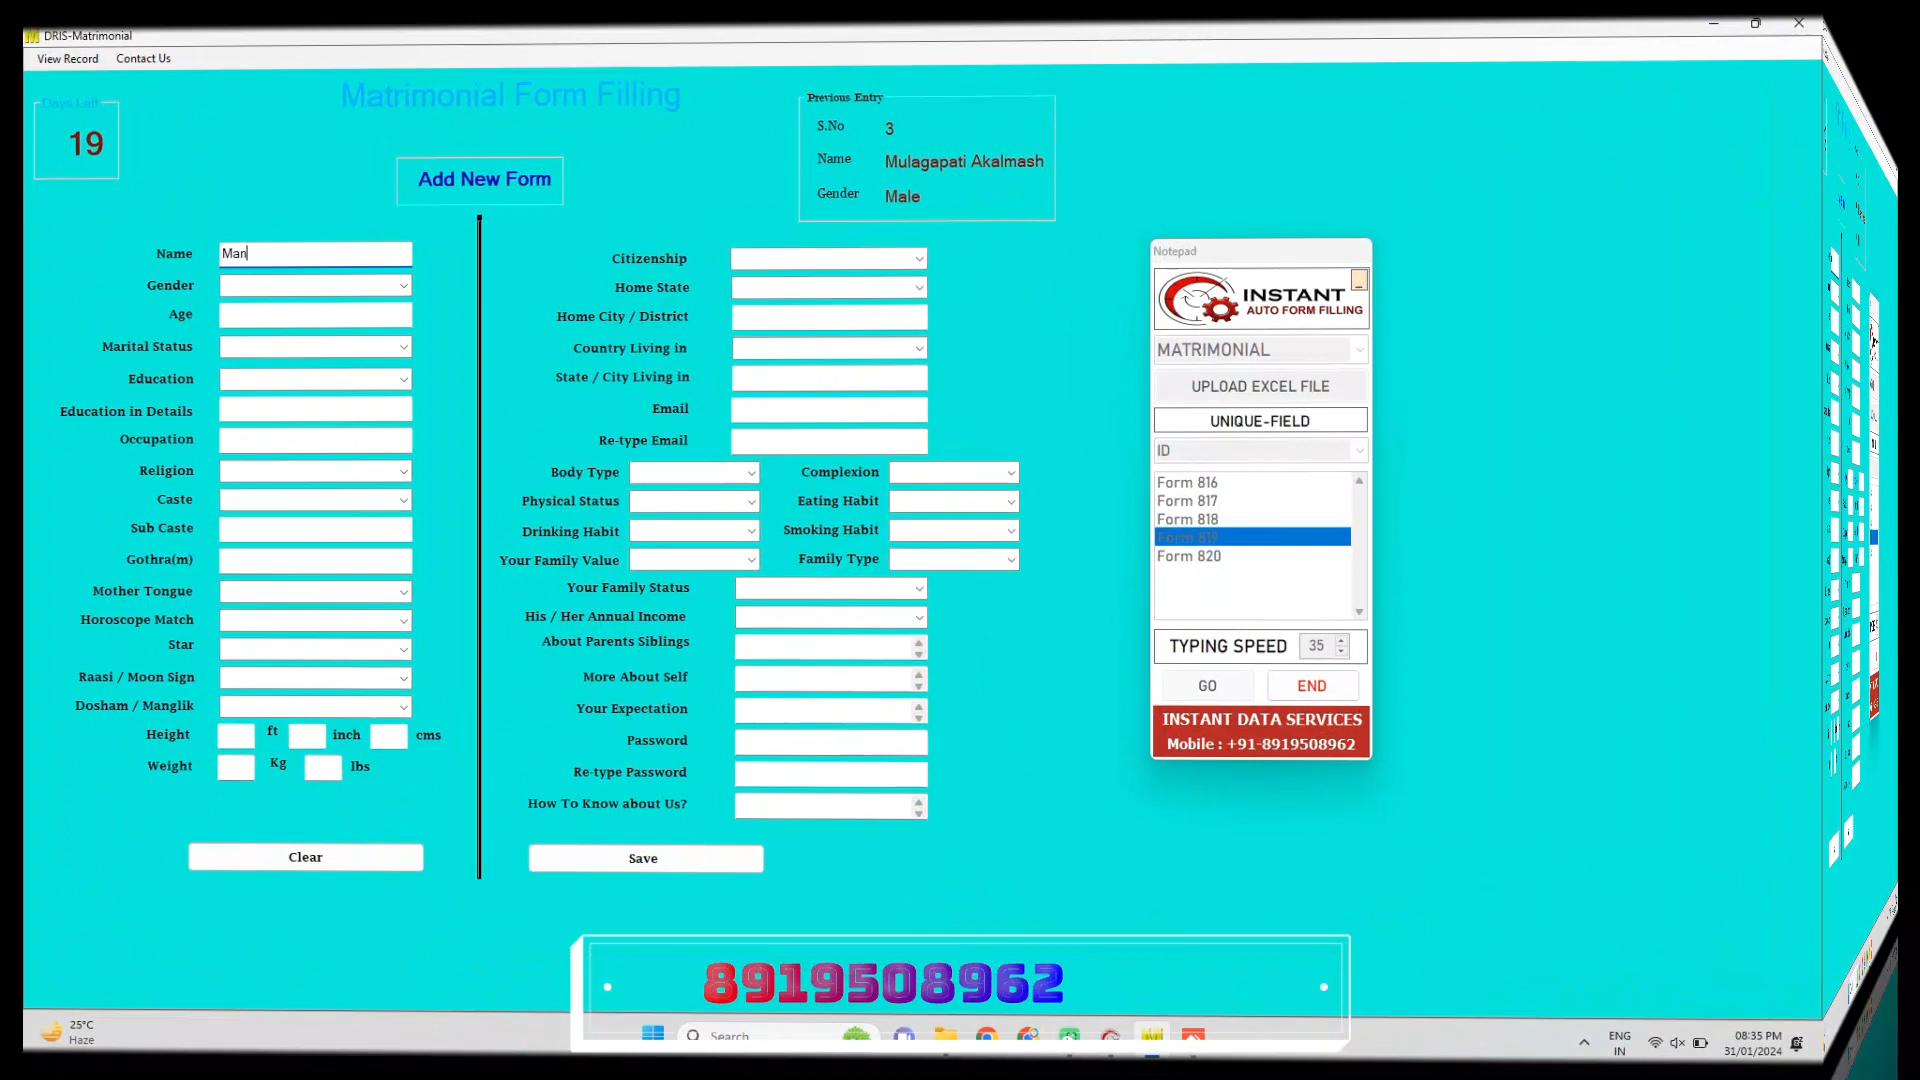 DRIS-Matrimonial
View Record Contact Us
Days Left
19
Matrimonial Form Filling
Add New Form
Previous Entry
S.No 3
Name Mulagapati Akalmash
Gender Male
Name Man
Gender
Age
Marital Status
Education
Education in Details
Occupation
Religion
Caste
Sub Caste
Gothra(m)
Mother Tongue
Horoscope Match
Star
Raasi / Moon Sign
Dosham / Manglik
Height ft inch cms
Weight Kg lbs
Clear
Citizenship
Home State
Home City / District
Country Living in
State / City Living in
Email
Re-type Email
Body Type Complexion
Physical Status Eating Habit
Drinking Habit Smoking Habit
Your Family Value Family Type
Your Family Status
His / Her Annual Income
About Parents Siblings
More About Self
Your Expectation
Password
Re-type Password
How To Know about Us?
Save
Notepad
INSTANT
AUTO FORM FILLING
MATRIMONIAL
UPLOAD EXCEL FILE
UNIQUE-FIELD
ID
Form 816
Form 817
Form 818
Form 819
Form 820
TYPING SPEED 35
GO END
INSTANT DATA SERVICES
Mobile : +91-8919508962
8919508962
25°C
Haze
Search
ENG
IN
08:35 PM
31/01/2024